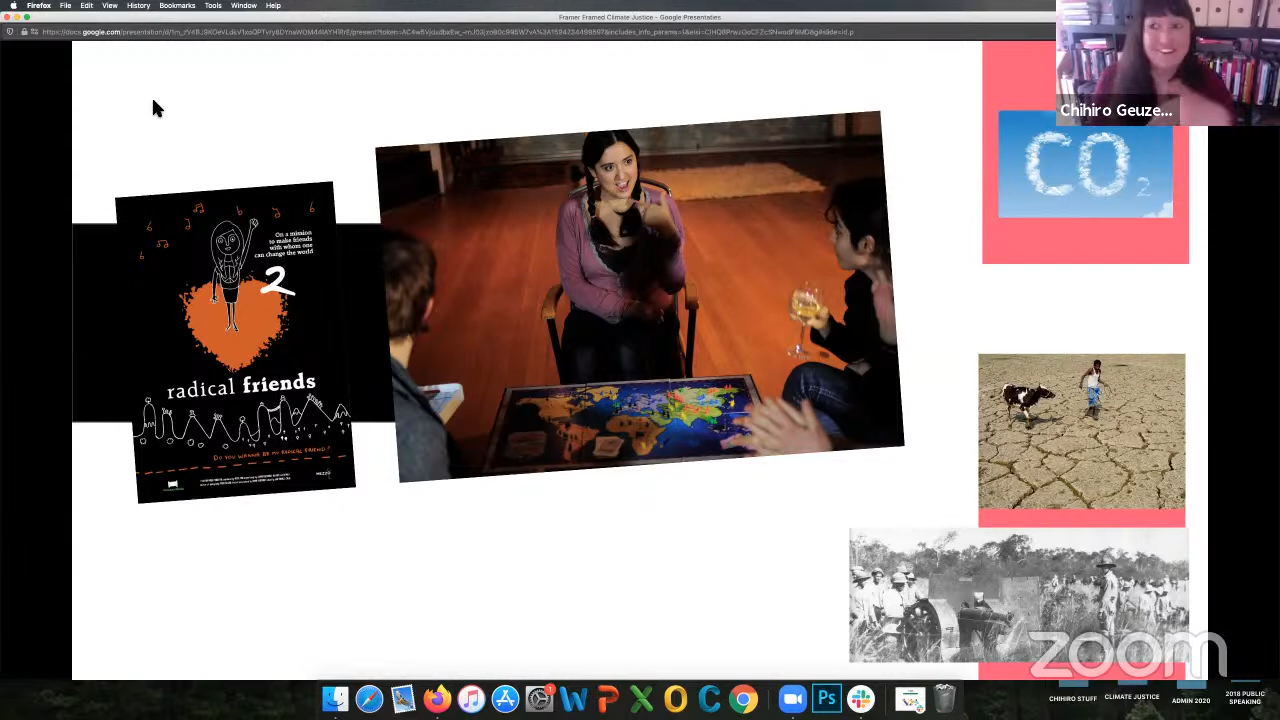 Firefox File Edit View History Bookmarks Tools Window Help
Framer Framed Climate Justice - Google Presentaties
Chihiro Geuze...
CO2
On a mission
to make friends
with whom one
can change the world
2
radical friends
DO YOU WANNA BE MY RADICAL FRIEND?
zoom
CHIHIRO STUFF
CLIMATE JUSTICE
ADMIN 2020
2018 PUBLIC
SPEAKING
W P X O C
Ps